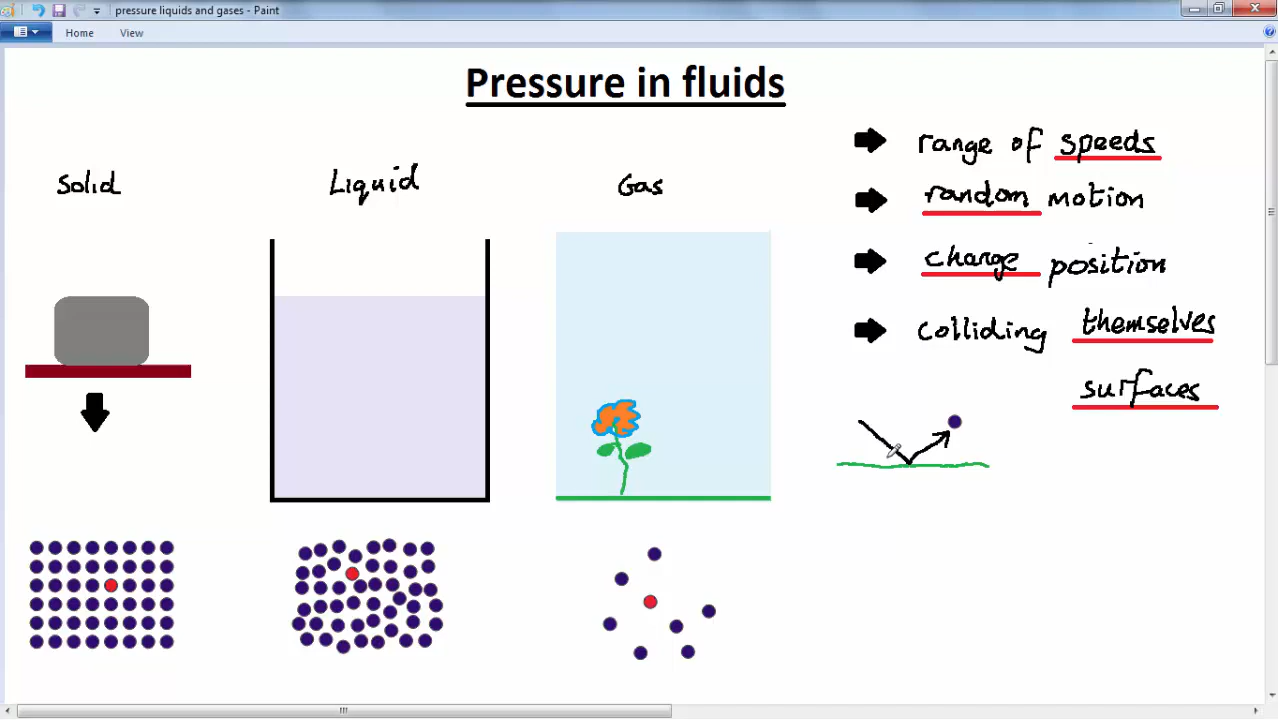 pressure liquids and gases - Paint
Home View
Pressure in fluids
Solid
Liquid
Gas
range of speeds
random motion
change position
colliding themselves
surfaces